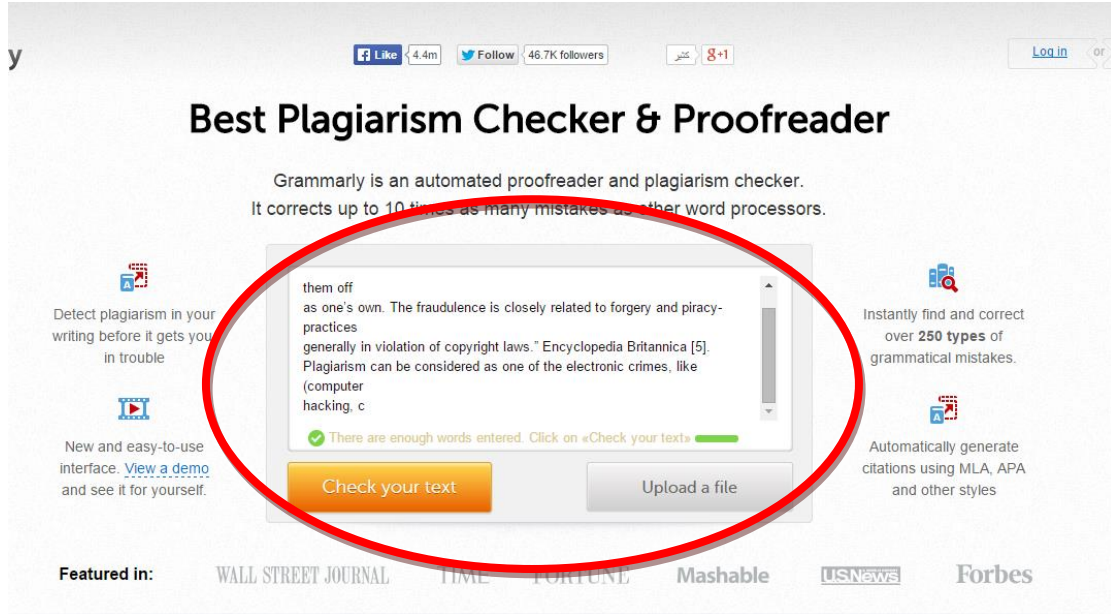 y
Like 4.4m Follow 46.7K followers كثير g+1 Log in or
Best Plagiarism Checker & Proofreader
Grammarly is an automated proofreader and plagiarism checker.
It corrects up to 10 times as many mistakes as other word processors.
Detect plagiarism in your
writing before it gets you
in trouble
New and easy-to-use
interface. View a demo
and see it for yourself.
them off
as one's own. The fraudulence is closely related to forgery and piracy-
practices
generally in violation of copyright laws." Encyclopedia Britannica [5].
Plagiarism can be considered as one of the electronic crimes, like
(computer
hacking, c
There are enough words entered. Click on «Check your text»
Check your text Upload a file
Instantly find and correct
over 250 types of
grammatical mistakes.
Automatically generate
citations using MLA, APA
and other styles
Featured in: WALL STREET JOURNAL TIME FORTUNE Mashable USNews Forbes